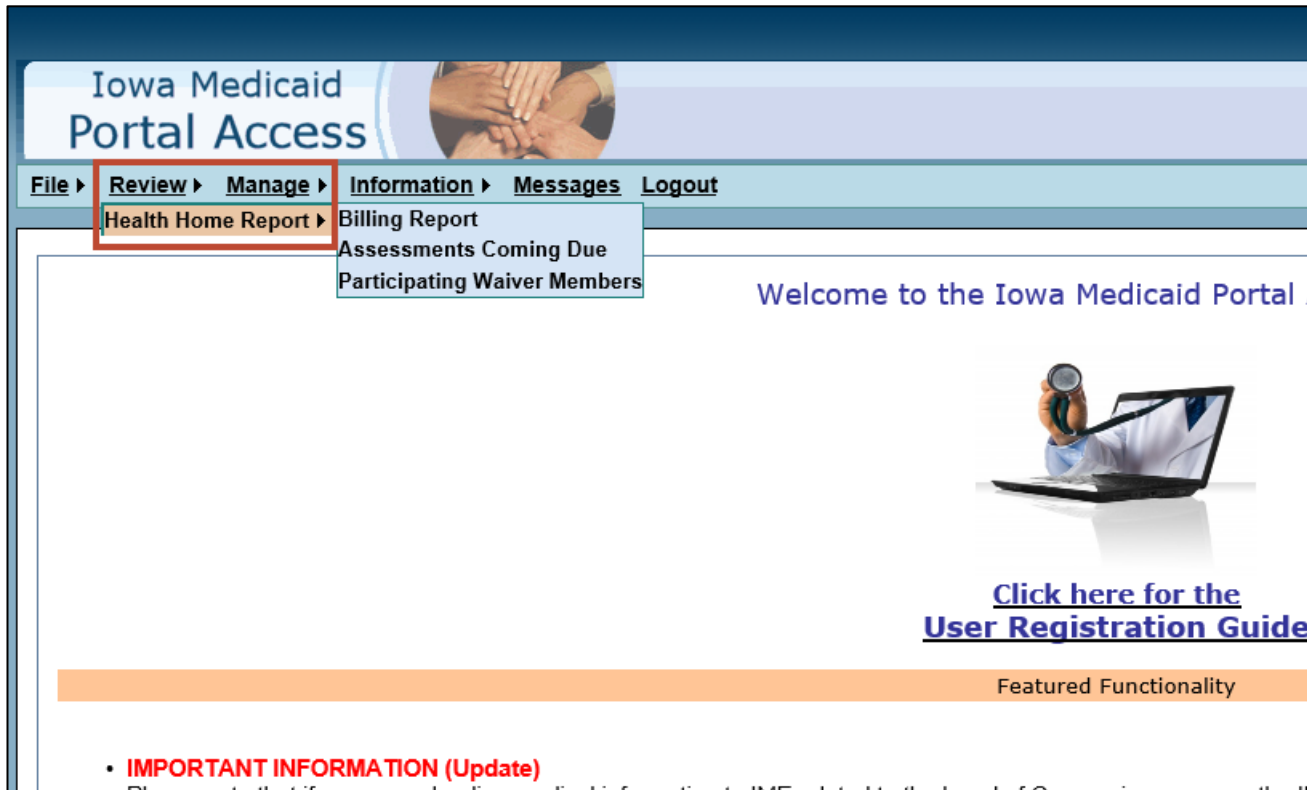 Iowa Medicaid
Portal Access
File Review Manage Information Messages Logout
Health Home Report
Billing Report
Assessments Coming Due
Participating Waiver Members
Welcome to the Iowa Medicaid Portal
Click here for the
User Registration Guide
Featured Functionality
• IMPORTANT INFORMATION (Update)